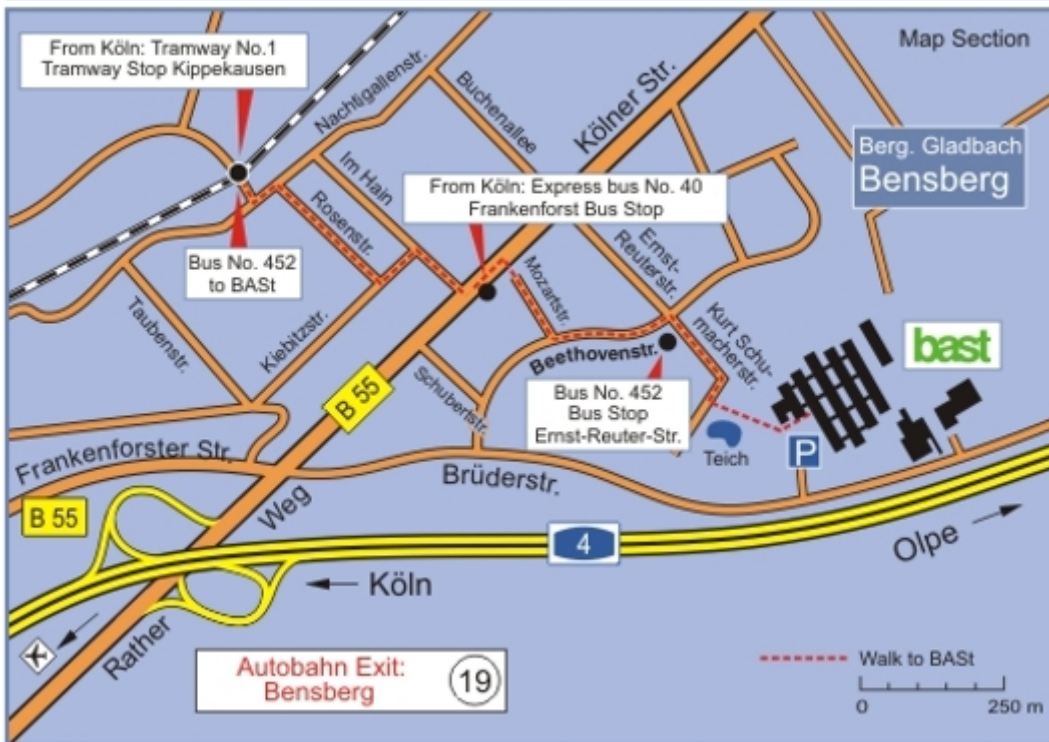 From Köln: Tramway No.1
Tramway Stop Kippekausen
Map Section
Nachtigallenstr.
Buchenallee
Kölner Str.
Berg. Gladbach
Bensberg
Im Hain
From Köln: Express bus No. 40
Frankenforst Bus Stop
Rosenstr.
Bus No. 452
to BASt
Ernst-
Reuterstr.
Mozartstr.
Taubenstr.
Kiebitzstr.
Kurt Schu-
macherstr.
bast
Beethovenstr.
B 55
Schubertstr.
Bus No. 452
Bus Stop
Ernst-Reuter-Str.
Teich
P
Frankenforster Str.
Brüderstr.
B 55
Weg
4
Olpe
Köln
Rather
Autobahn Exit:
Bensberg
19
Walk to BASt
0 250 m